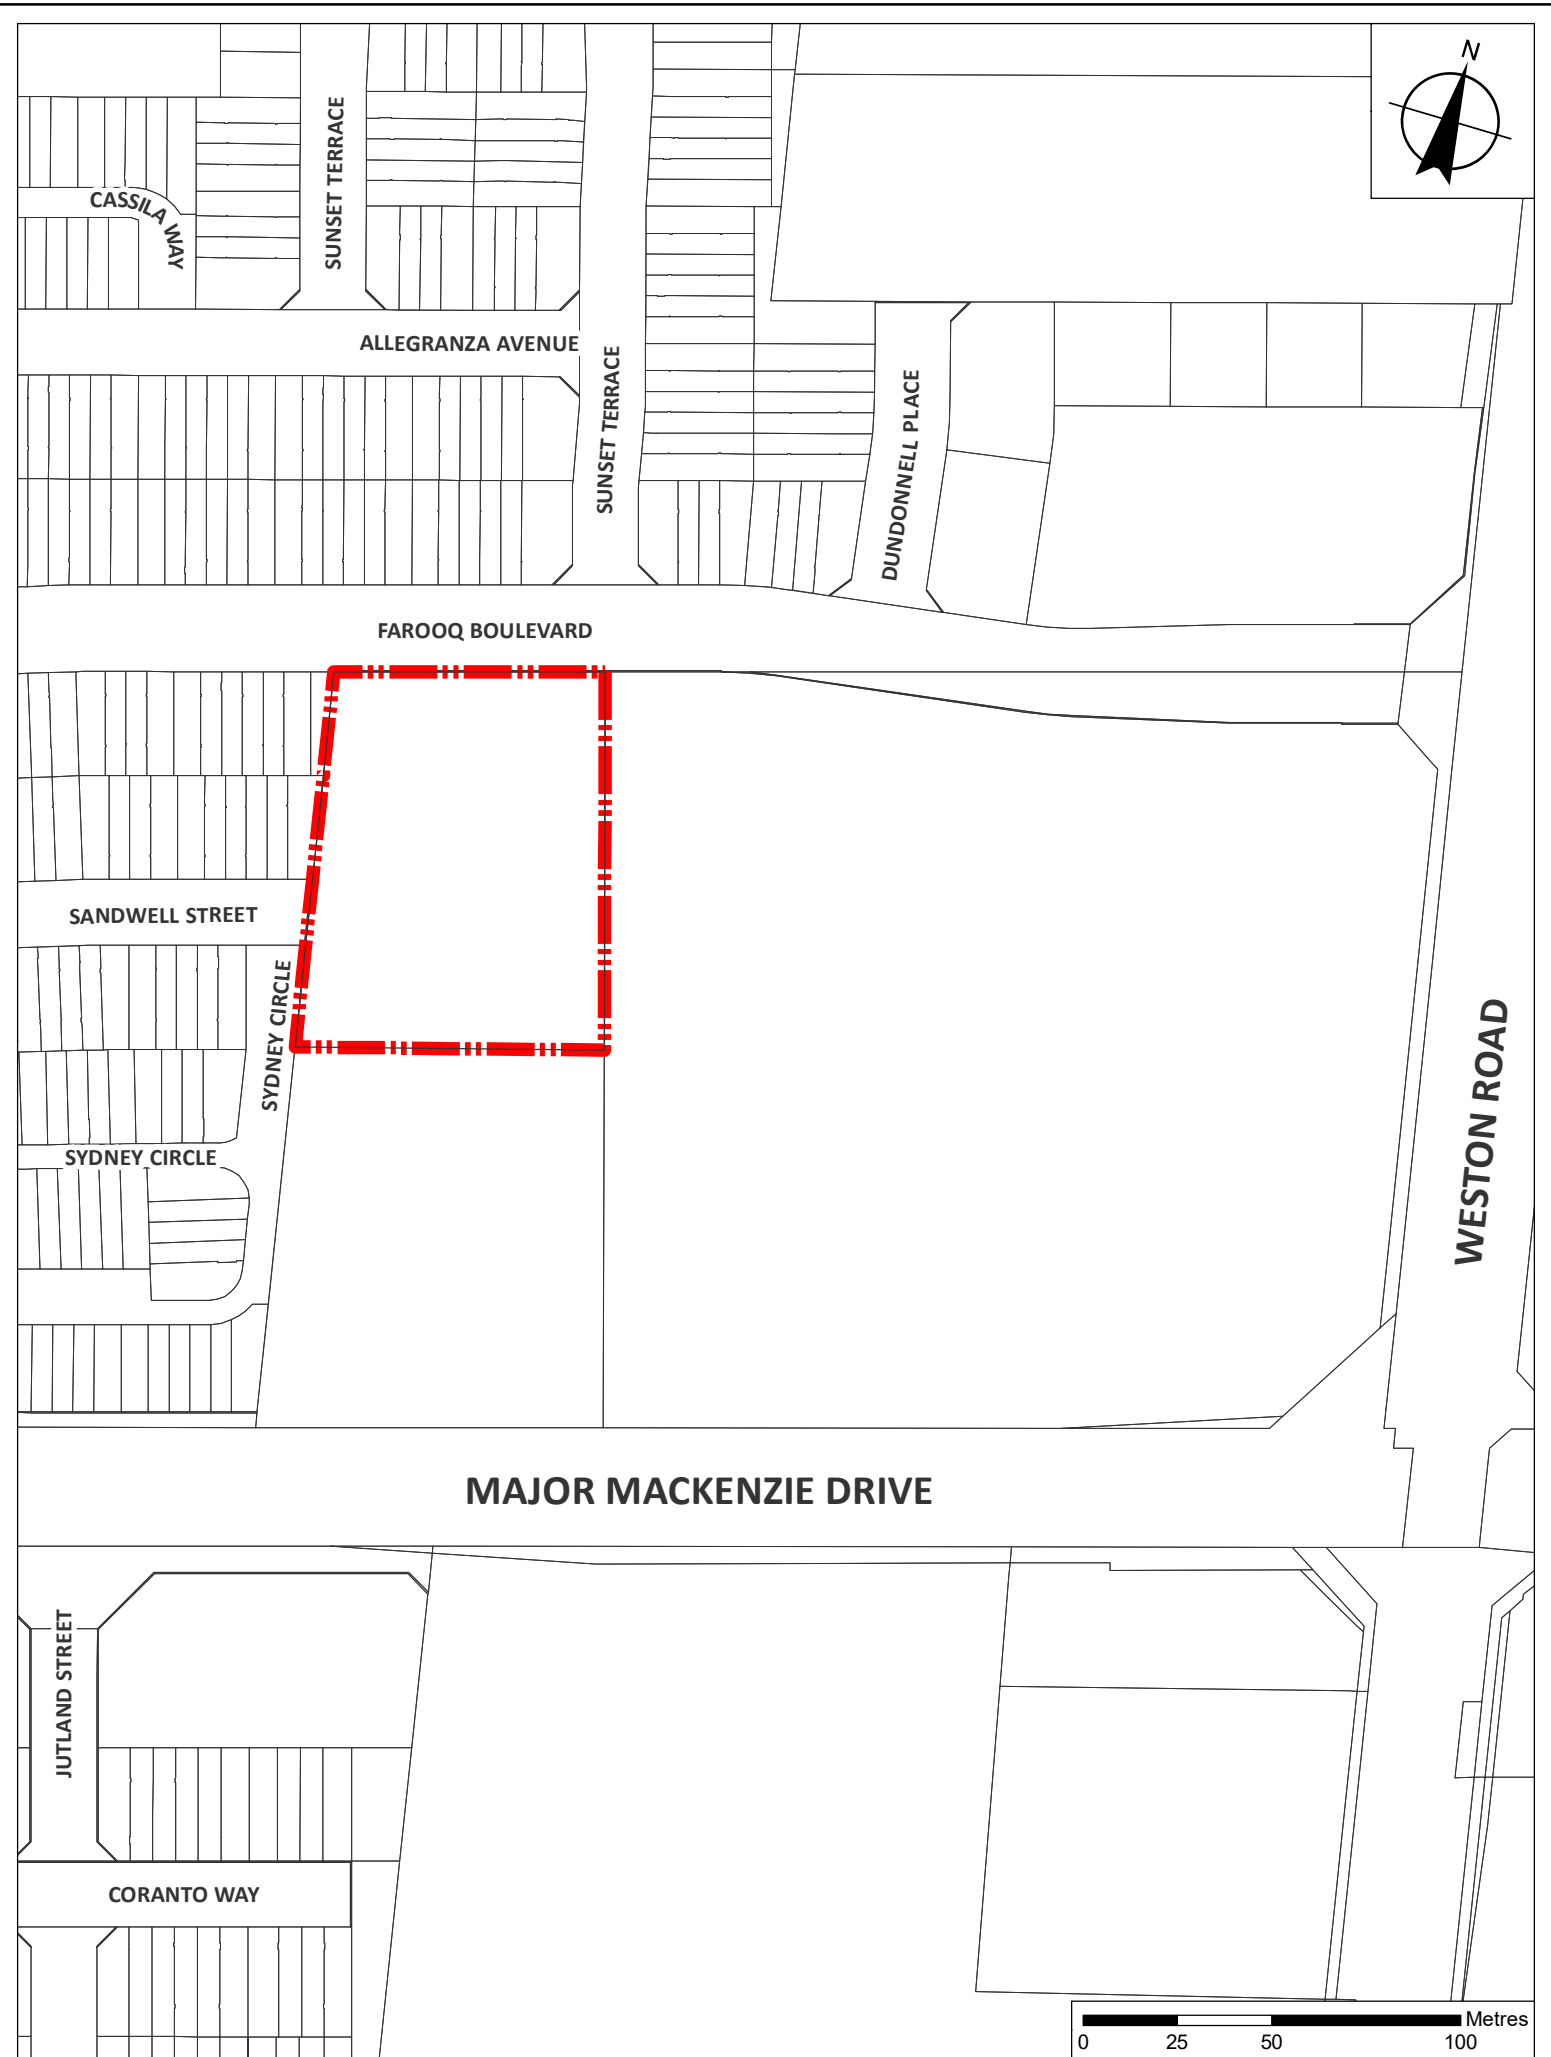 N
SUNSET TERRACE
CASSILA WAY
ALLEGRANZA AVENUE
SUNSET TERRACE
DUNDONNELL PLACE
FAROOQ BOULEVARD
SANDWELL STREET
SYDNEY CIRCLE
SYDNEY CIRCLE
WESTON ROAD
MAJOR MACKENZIE DRIVE
JUTLAND STREET
CORANTO WAY
Metres
0 25 50 100